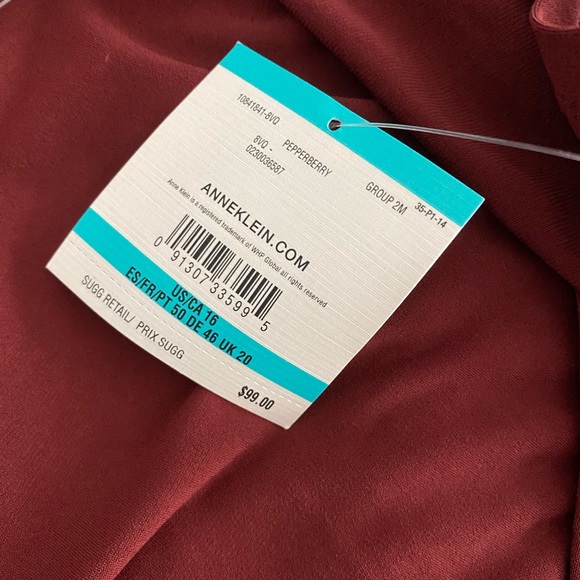 10841841-8VQ
8VQ - PEPPERBERRY
0230036587
GROUP 2M 35-P1-14
ANNEKLEIN.COM
Anne Klein is a registered trademark of WHP Global all rights reserved
0 91307 33599 5
US/CA 16
ES/FR/PT 50 DE 46 UK 20
SUGG RETAIL/ PRIX SUGG
$99.00